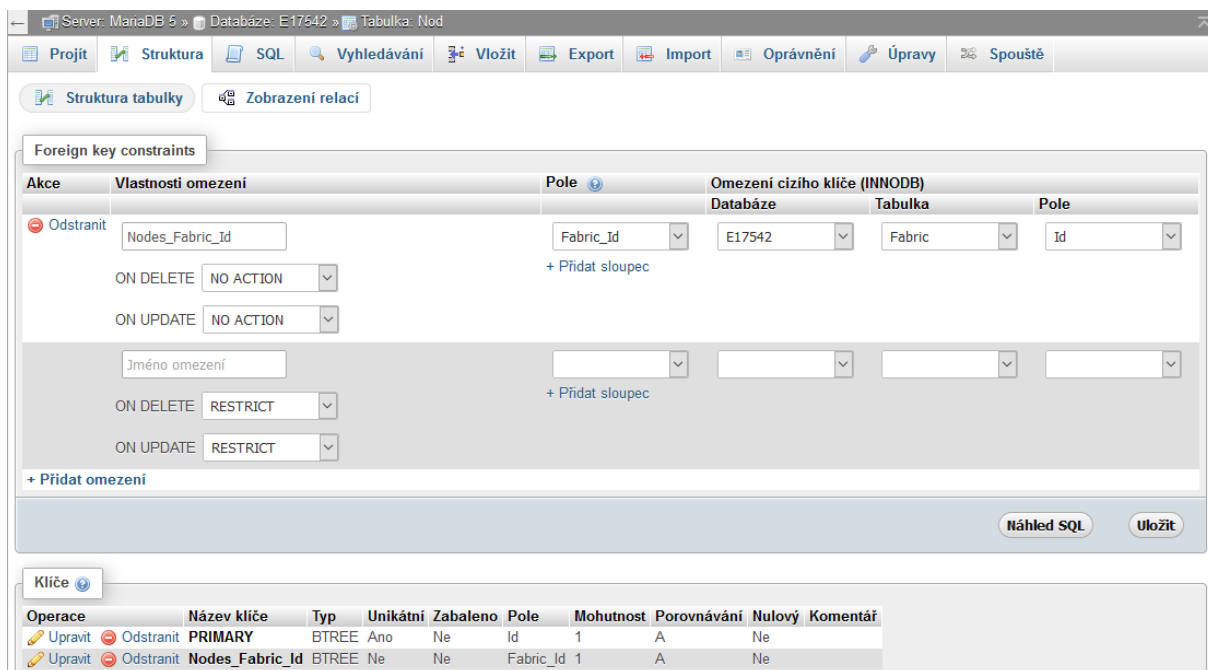 ← Server: MariaDB 5 » Databáze: E17542 » Tabulka: Nod
Projít Struktura SQL Vyhledávání Vložit Export Import Oprávnění Úpravy Spouště
Struktura tabulky Zobrazení relací
Foreign key constraints
Akce Vlastnosti omezení Pole Omezení cizího klíče (INNODB)
Databáze Tabulka Pole
Odstranit Nodes_Fabric_Id Fabric_Id E17542 Fabric Id
+ Přidat sloupec
ON DELETE NO ACTION
ON UPDATE NO ACTION
Jméno omezení
+ Přidat sloupec
ON DELETE RESTRICT
ON UPDATE RESTRICT
+ Přidat omezení
Náhled SQL Uložit
Klíče
Operace Název klíče Typ Unikátní Zabaleno Pole Mohutnost Porovnávání Nulový Komentář
Upravit Odstranit PRIMARY BTREE Ano Ne Id 1 A Ne
Upravit Odstranit Nodes_Fabric_Id BTREE Ne Ne Fabric_Id 1 A Ne